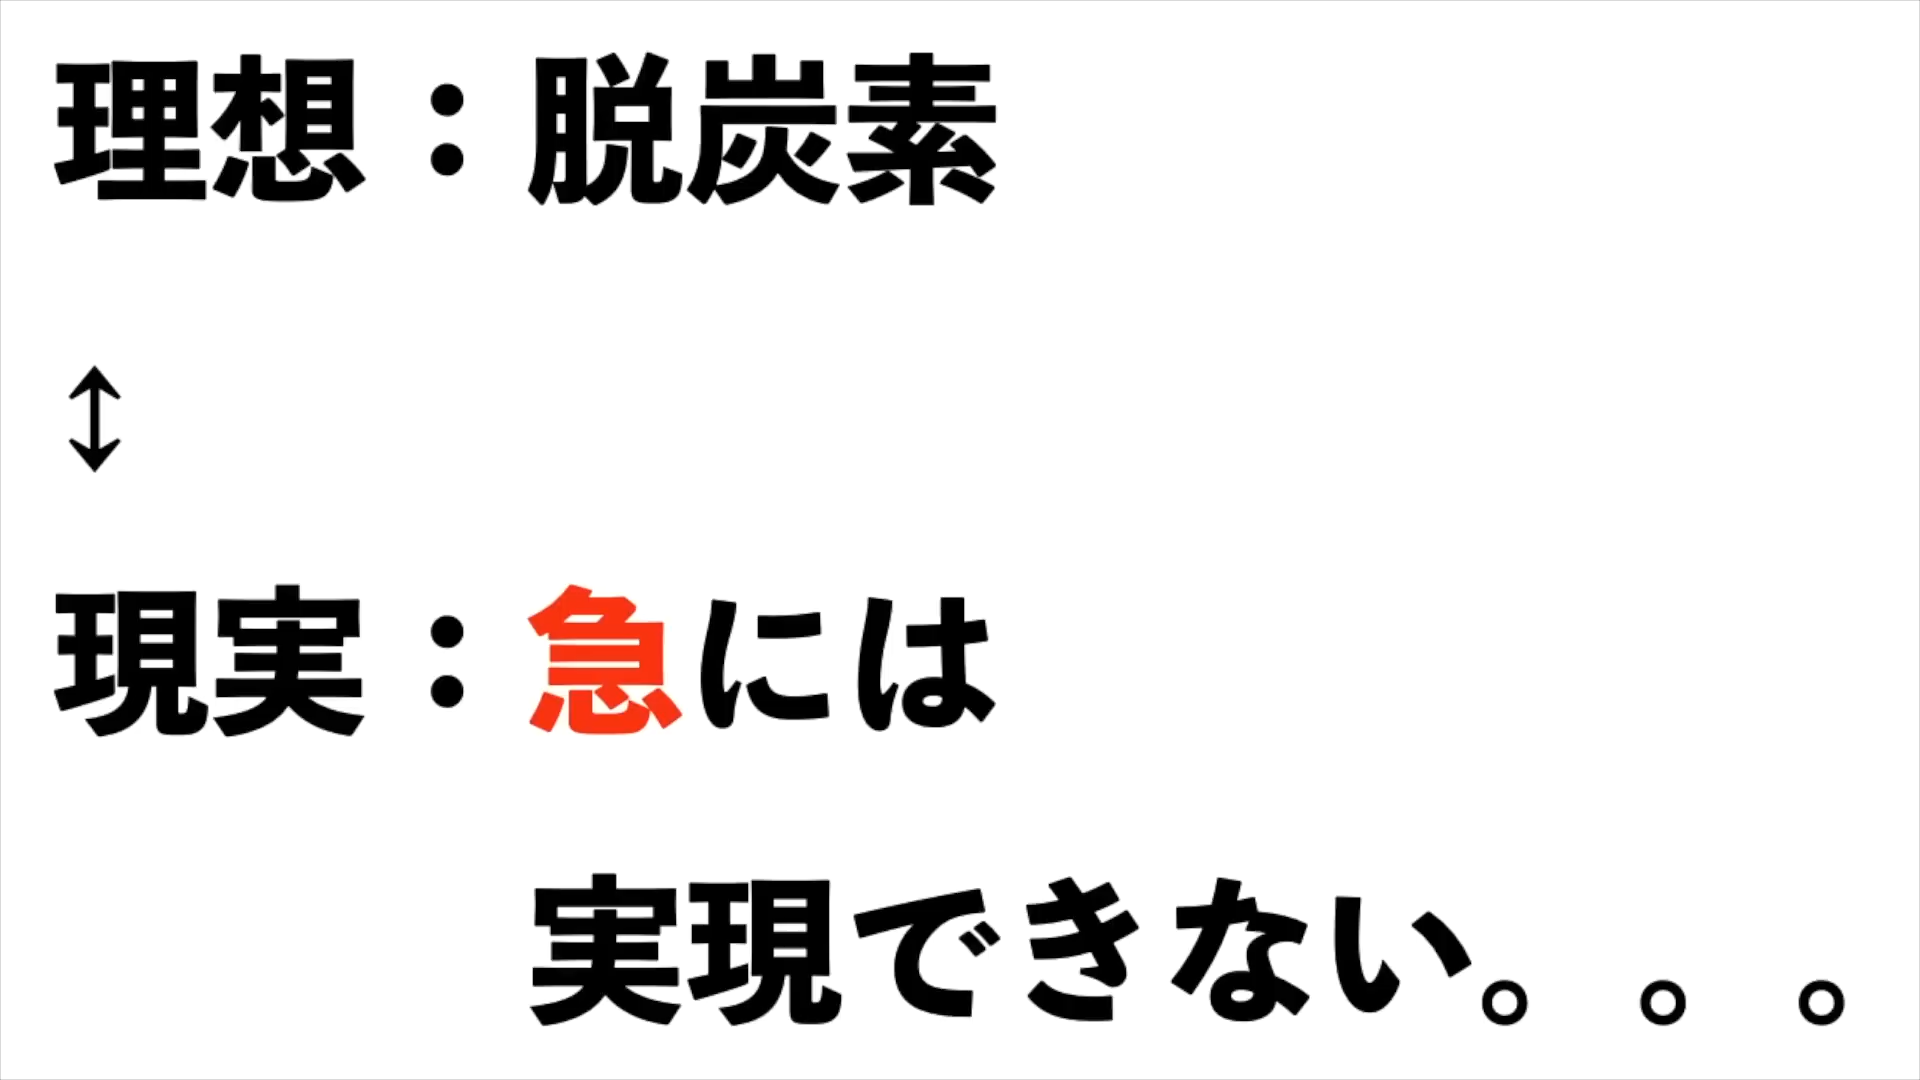 理想：脱炭素
↕
現実：急には
実現できない。。。